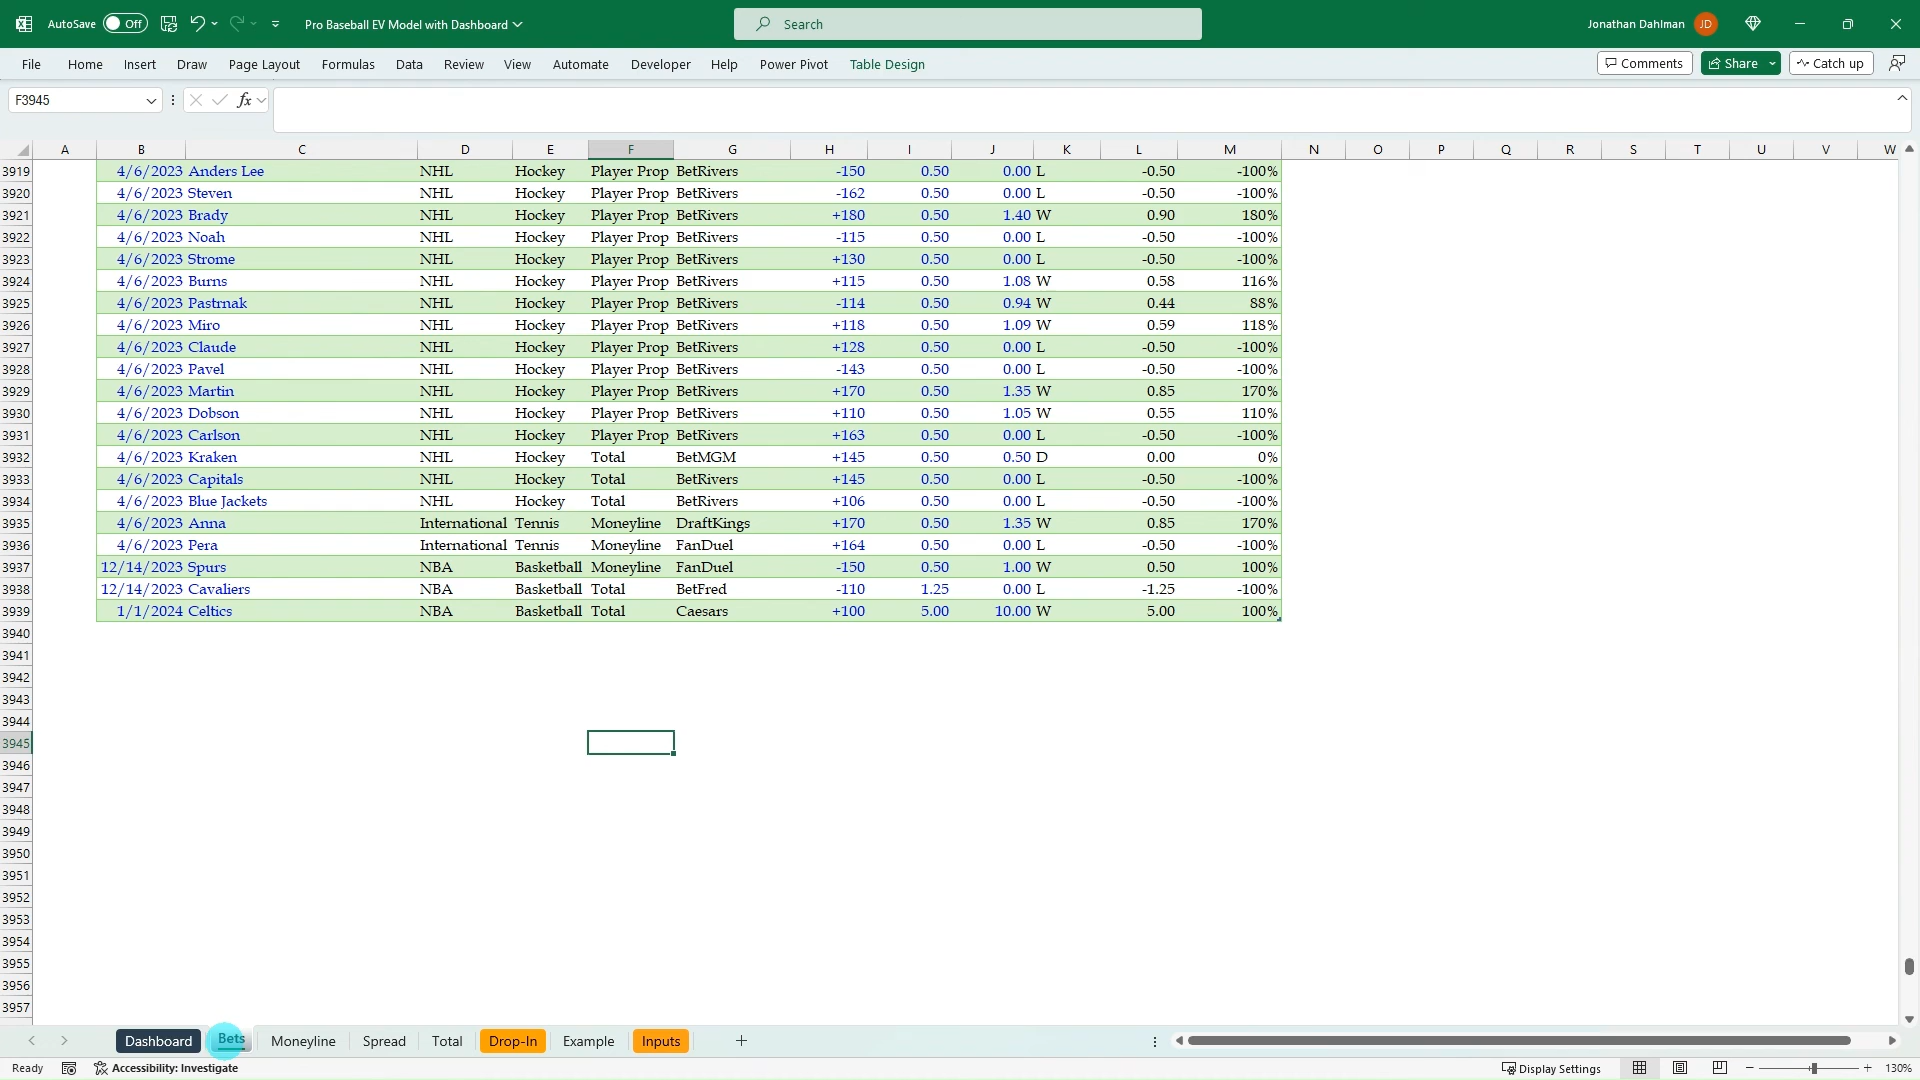 AutoSave Off Pro Baseball EV Model with Dashboard Search Jonathan Dahlman JD
File Home Insert Draw Page Layout Formulas Data Review View Automate Developer Help Power Pivot Table Design Comments Share Catch up
F3945 fx
A B C D E F G H I J K L M N O P Q R S T U V W
3919 4/6/2023 Anders Lee NHL Hockey Player Prop BetRivers -150 0.50 0.00 L -0.50 -100%
3920 4/6/2023 Steven NHL Hockey Player Prop BetRivers -162 0.50 0.00 L -0.50 -100%
3921 4/6/2023 Brady NHL Hockey Player Prop BetRivers +180 0.50 1.40 W 0.90 180%
3922 4/6/2023 Noah NHL Hockey Player Prop BetRivers -115 0.50 0.00 L -0.50 -100%
3923 4/6/2023 Strome NHL Hockey Player Prop BetRivers +130 0.50 0.00 L -0.50 -100%
3924 4/6/2023 Burns NHL Hockey Player Prop BetRivers +115 0.50 1.08 W 0.58 116%
3925 4/6/2023 Pastrnak NHL Hockey Player Prop BetRivers -114 0.50 0.94 W 0.44 88%
3926 4/6/2023 Miro NHL Hockey Player Prop BetRivers +118 0.50 1.09 W 0.59 118%
3927 4/6/2023 Claude NHL Hockey Player Prop BetRivers +128 0.50 0.00 L -0.50 -100%
3928 4/6/2023 Pavel NHL Hockey Player Prop BetRivers -143 0.50 0.00 L -0.50 -100%
3929 4/6/2023 Martin NHL Hockey Player Prop BetRivers +170 0.50 1.35 W 0.85 170%
3930 4/6/2023 Dobson NHL Hockey Player Prop BetRivers +110 0.50 1.05 W 0.55 110%
3931 4/6/2023 Carlson NHL Hockey Player Prop BetRivers +163 0.50 0.00 L -0.50 -100%
3932 4/6/2023 Kraken NHL Hockey Total BetMGM +145 0.50 0.50 D 0.00 0%
3933 4/6/2023 Capitals NHL Hockey Total BetRivers +145 0.50 0.00 L -0.50 -100%
3934 4/6/2023 Blue Jackets NHL Hockey Total BetRivers +106 0.50 0.00 L -0.50 -100%
3935 4/6/2023 Anna International Tennis Moneyline DraftKings +170 0.50 1.35 W 0.85 170%
3936 4/6/2023 Pera International Tennis Moneyline FanDuel +164 0.50 0.00 L -0.50 -100%
3937 12/14/2023 Spurs NBA Basketball Moneyline FanDuel -150 0.50 1.00 W 0.50 100%
3938 12/14/2023 Cavaliers NBA Basketball Total BetFred -110 1.25 0.00 L -1.25 -100%
3939 1/1/2024 Celtics NBA Basketball Total Caesars +100 5.00 10.00 W 5.00 100%
3940
3941
3942
3943
3944
3945
3946
3947
3948
3949
3950
3951
3952
3953
3954
3955
3956
3957
Dashboard Bets Moneyline Spread Total Drop-In Example Inputs
Ready Accessibility: Investigate Display Settings 130%